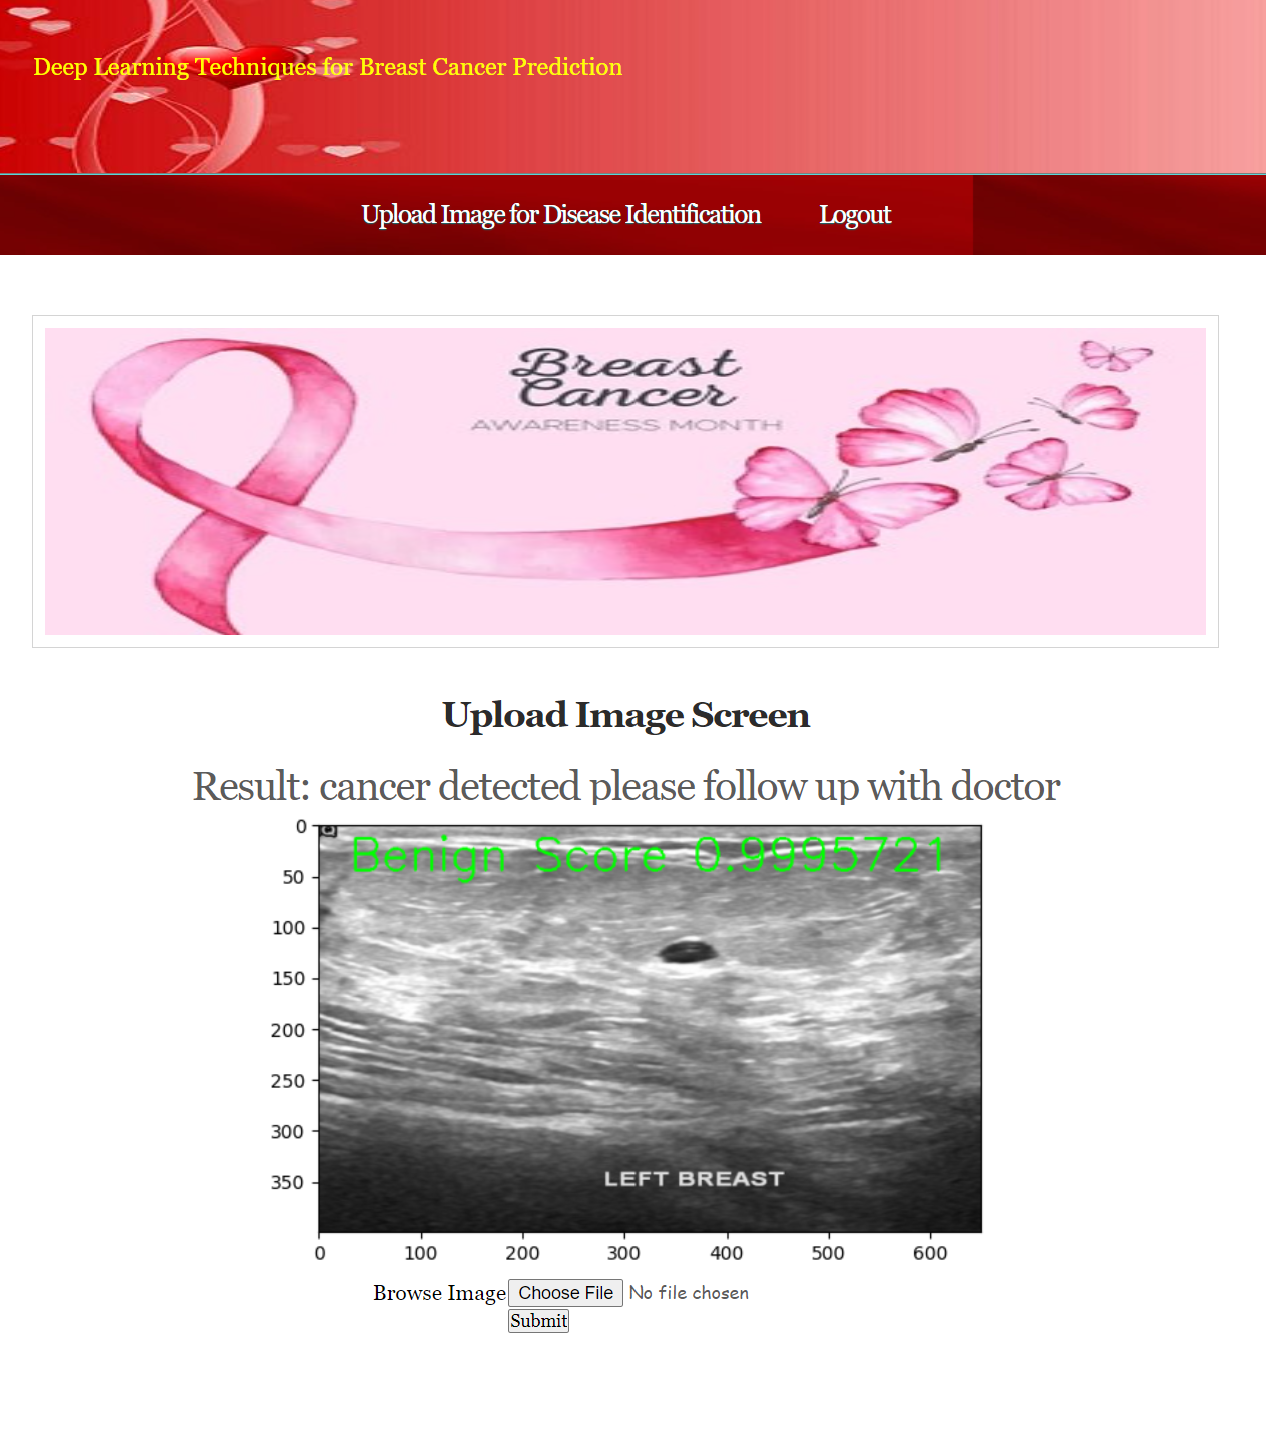 Deep Learning Techniques for Breast Cancer Prediction
Upload Image for Disease Identification Logout
Breast
Cancer
AWARENESS MONTH
Upload Image Screen
Result: cancer detected please follow up with doctor
Benign Score 0.9995721
0
50
100
150
200
250
300
350
LEFT BREAST
0 100 200 300 400 500 600
Browse Image Choose File No file chosen
Submit